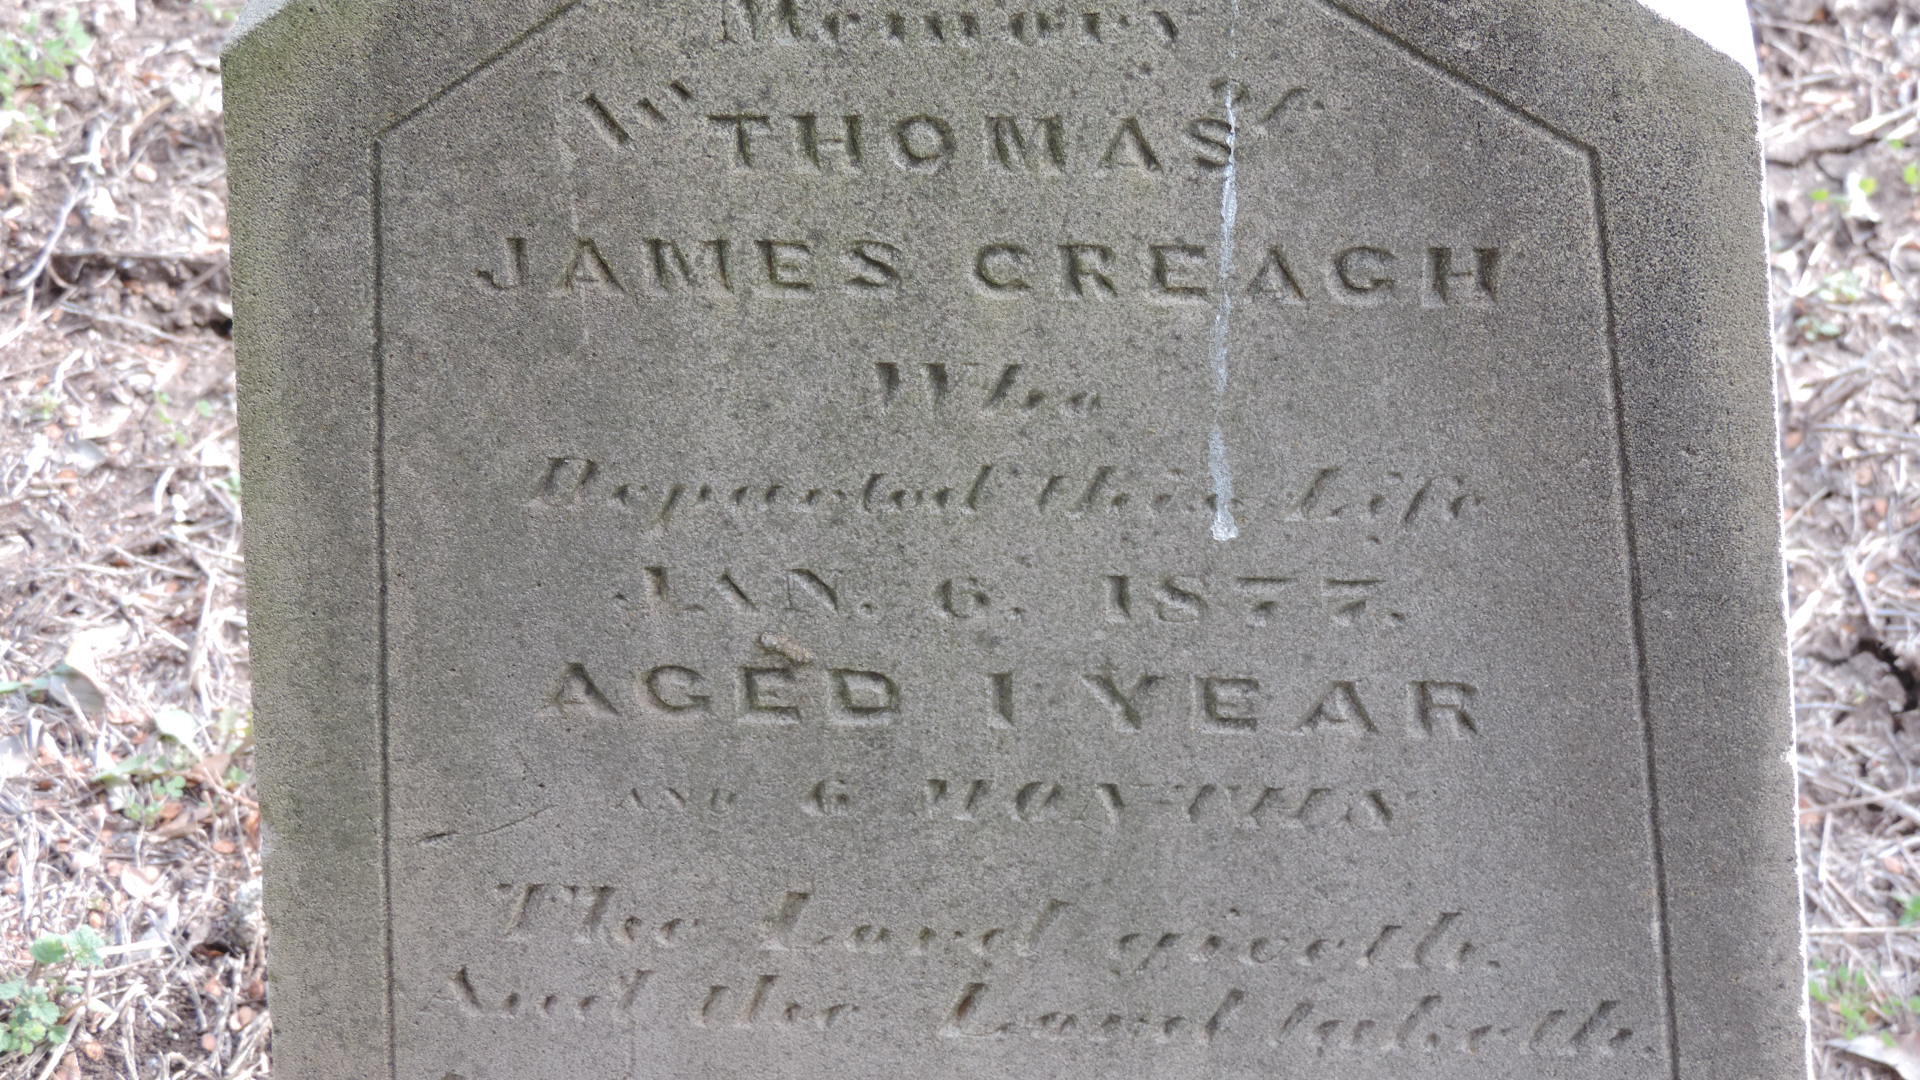 In Memory of
THOMAS
JAMES CREAGH
Who
Departed this Life
JAN. 6. 1877.
AGED 1 YEAR
AND 6 MONTHS
The Lord giveth.
And the Lord taketh.